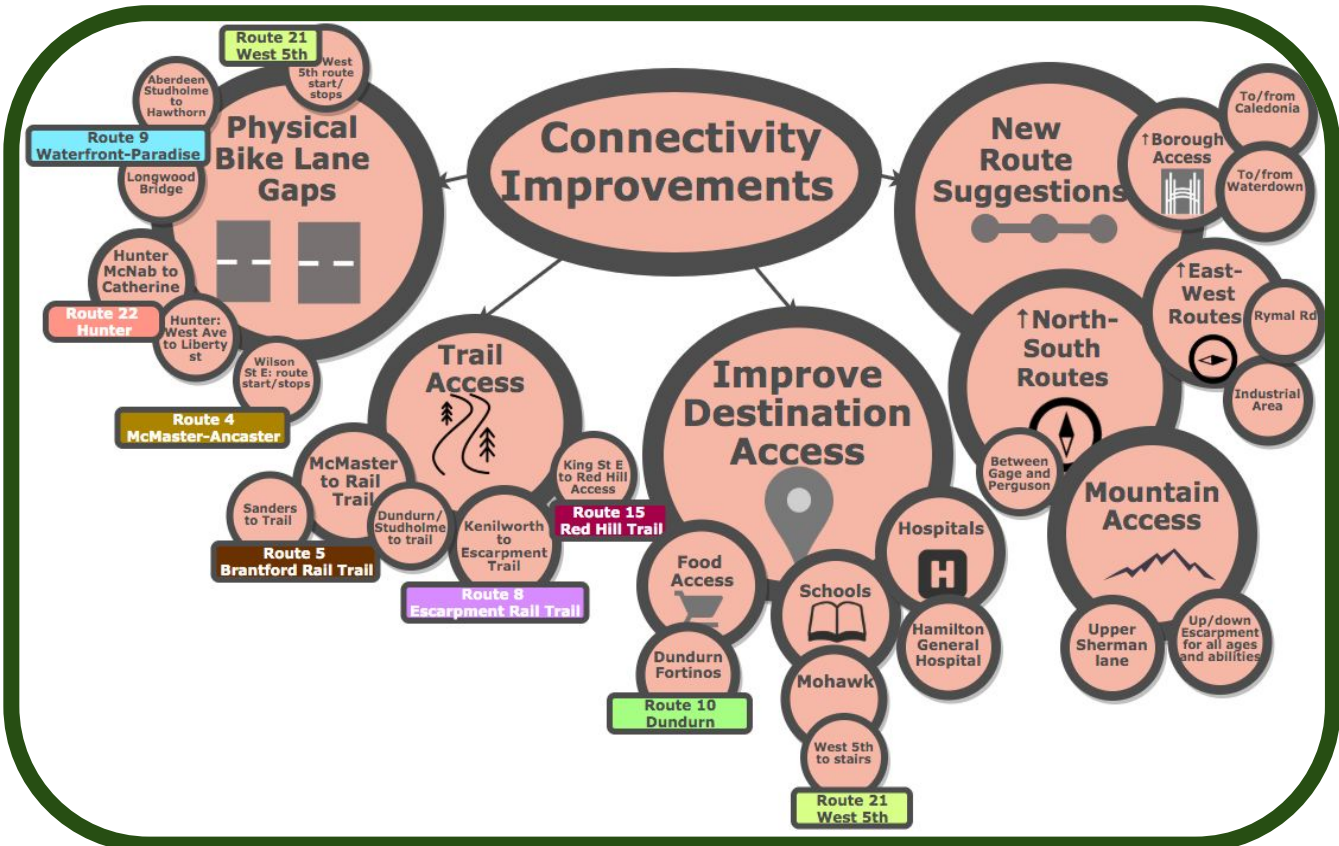 Connectivity
Improvements
Physical
Bike Lane
Gaps
Route 21
West 5th
West
5th route
start/
stops
Aberdeen
Studholme
to
Hawthorn
Route 9
Waterfront-Paradise
Longwood
Bridge
Hunter
McNab to
Catherine
Route 22
Hunter
Hunter:
West Ave
to Liberty
st
Wilson
St E: route
start/stops
Route 4
McMaster-Ancaster
Trail
Access
McMaster
to Rail
Trail
Sanders
to Trail
Route 5
Brantford Rail Trail
Dundurn/
Studholme
to trail
Kenilworth
to
Escarpment
Trail
Route 8
Escarpment Rail Trail
King St E
to Red Hill
Access
Route 15
Red Hill Trail
Improve
Destination
Access
Food
Access
Dundurn
Fortinos
Route 10
Dundurn
Schools
Mohawk
West 5th
to stairs
Route 21
West 5th
Hospitals
H
Hamilton
General
Hospital
New
Route
Suggestions
↑Borough
Access
To/from
Caledonia
To/from
Waterdown
↑East-
West
Routes
Rymal Rd
Industrial
Area
↑North-
South
Routes
Between
Gage and
Perguson
Mountain
Access
Upper
Sherman
lane
Up/down
Escarpment
for all ages
and abilities